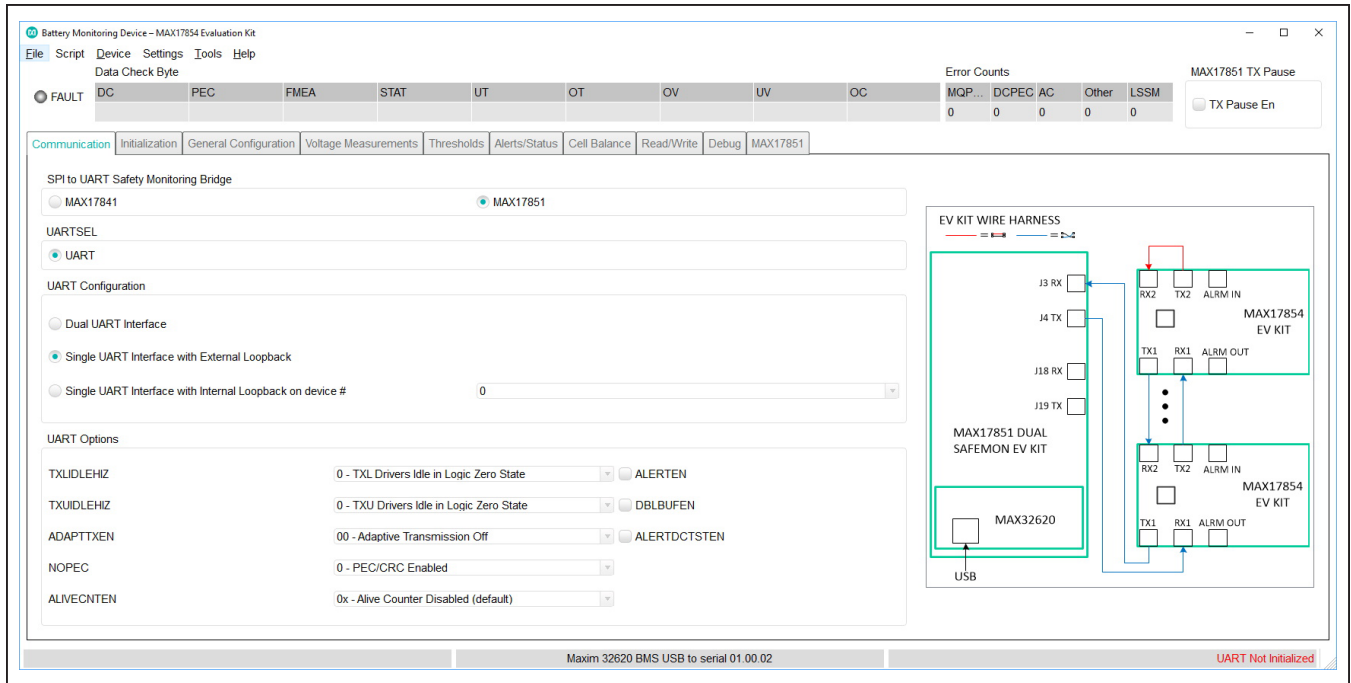 Battery Monitoring Device – MAX17854 Evaluation Kit
File Script Device Settings Tools Help
Data Check Byte
Error Counts
MAX17851 TX Pause
FAULT
DC PEC FMEA STAT UT OT OV UV OC
MQP... DCPEC AC Other LSSM
0 0 0 0 0
TX Pause En
Communication Initialization General Configuration Voltage Measurements Thresholds Alerts/Status Cell Balance Read/Write Debug MAX17851
SPI to UART Safety Monitoring Bridge
MAX17841 MAX17851
UARTSEL
UART
UART Configuration
Dual UART Interface
Single UART Interface with External Loopback
Single UART Interface with Internal Loopback on device # 0
UART Options
TXLIDLEHIZ 0 - TXL Drivers Idle in Logic Zero State ALERTEN
TXUIDLEHIZ 0 - TXU Drivers Idle in Logic Zero State DBLBUFEN
ADAPTTXEN 00 - Adaptive Transmission Off ALERTDCTSTEN
NOPEC 0 - PEC/CRC Enabled
ALIVECNTEN 0x - Alive Counter Disabled (default)
EV KIT WIRE HARNESS
= =
J3 RX
J4 TX
J18 RX
J19 TX
MAX17851 DUAL
SAFEMON EV KIT
MAX32620
USB
RX2 TX2 ALRM IN
MAX17854
EV KIT
TX1 RX1 ALRM OUT
RX2 TX2 ALRM IN
MAX17854
EV KIT
TX1 RX1 ALRM OUT
Maxim 32620 BMS USB to serial 01.00.02
UART Not Initialized